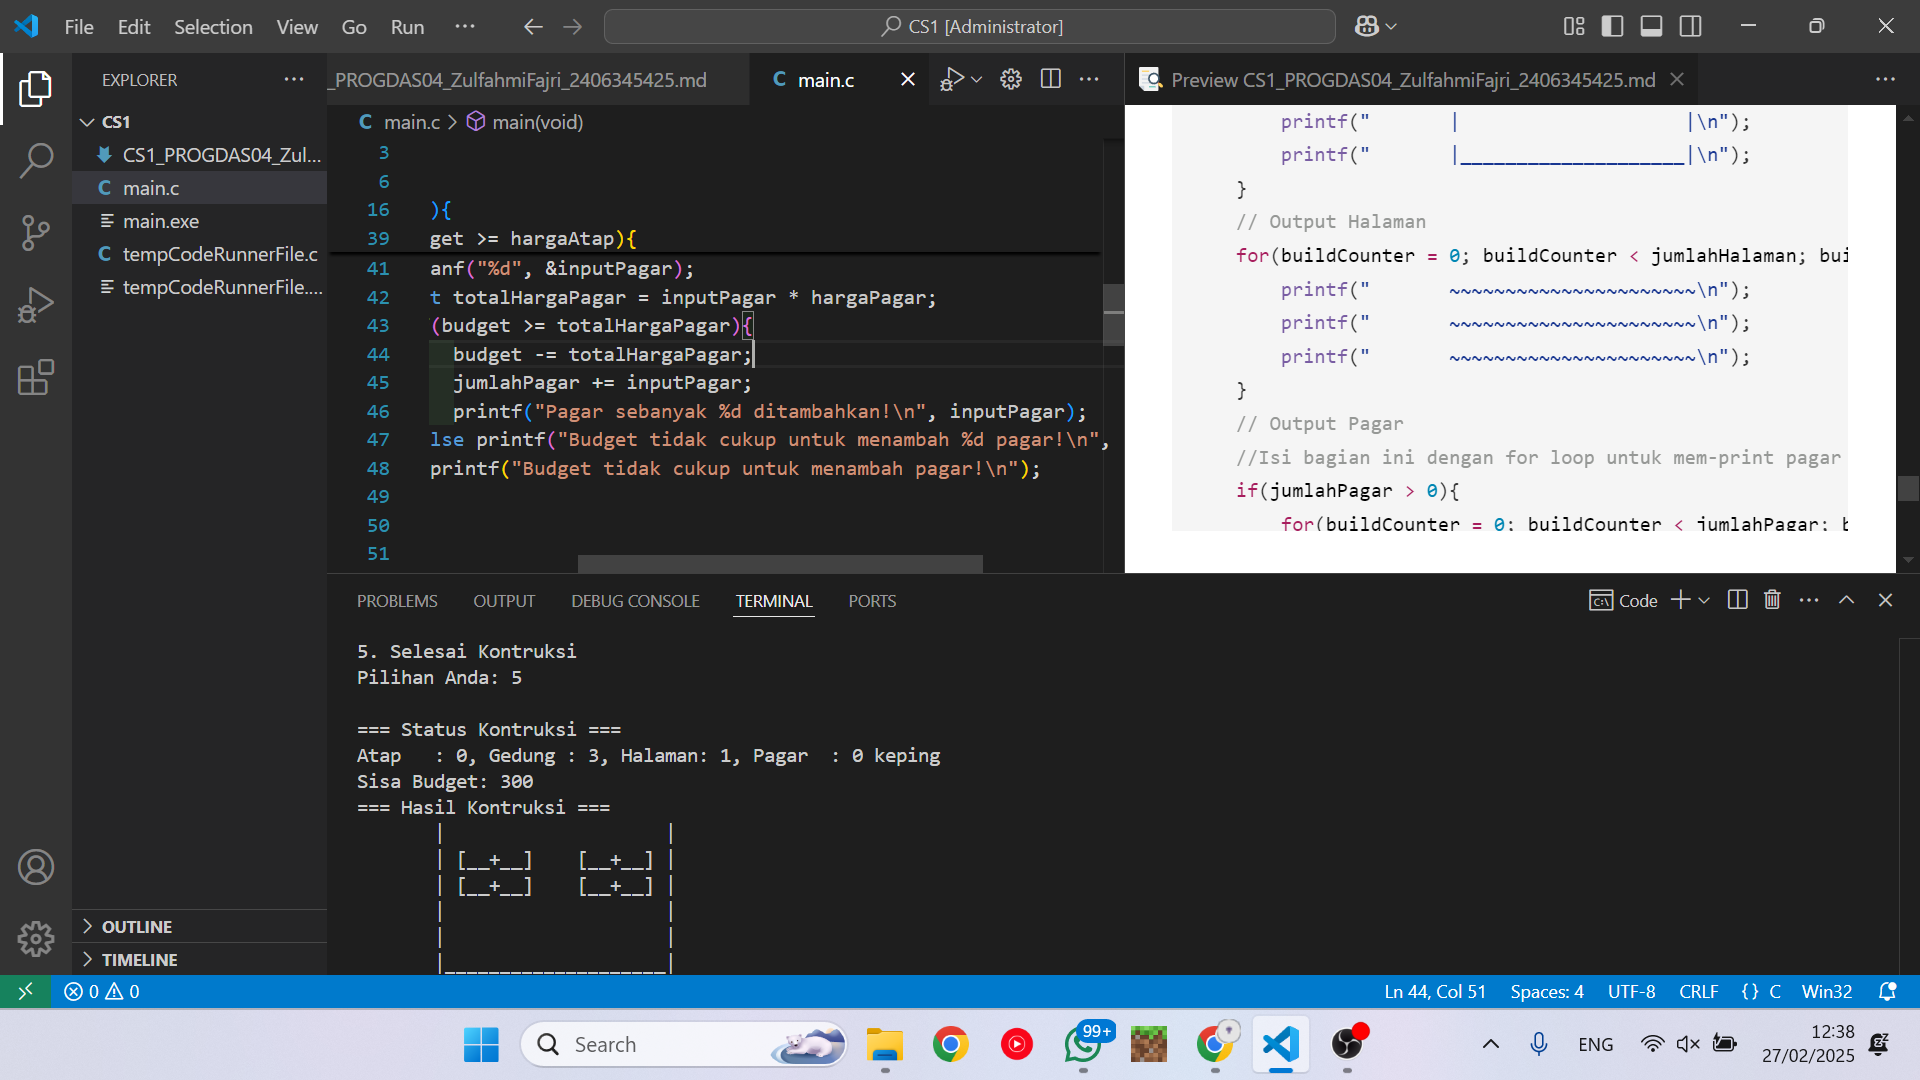 File Edit Selection View Go Run ··· CS1 [Administrator]
EXPLORER ···
CS1
CS1_PROGDAS04_Zul...
C main.c
main.exe
C tempCodeRunnerFile.c
tempCodeRunnerFile....
OUTLINE
TIMELINE
_PROGDAS04_ZulfahmiFajri_2406345425.md C main.c
C main.c > main(void)
3
6
16 ){
39 get >= hargaAtap){
41 anf("%d", &inputPagar);
42 t totalHargaPagar = inputPagar * hargaPagar;
43 (budget >= totalHargaPagar){
44 budget -= totalHargaPagar;
45 jumlahPagar += inputPagar;
46 printf("Pagar sebanyak %d ditambahkan!\n", inputPagar);
47 lse printf("Budget tidak cukup untuk menambah %d pagar!\n",
48 printf("Budget tidak cukup untuk menambah pagar!\n");
49
50
51
Preview CS1_PROGDAS04_ZulfahmiFajri_2406345425.md ···
printf("       |                    |\n");
printf("       |____________________|\n");
}
// Output Halaman
for(buildCounter = 0; buildCounter < jumlahHalaman; bui
printf("       ~~~~~~~~~~~~~~~~~~~~~~\n");
printf("       ~~~~~~~~~~~~~~~~~~~~~~\n");
printf("       ~~~~~~~~~~~~~~~~~~~~~~\n");
}
// Output Pagar
//Isi bagian ini dengan for loop untuk mem-print pagar
if(jumlahPagar > 0){
for(buildCounter = 0; buildCounter < jumlahPagar; b
PROBLEMS OUTPUT DEBUG CONSOLE TERMINAL PORTS Code
5. Selesai Kontruksi
Pilihan Anda: 5
=== Status Kontruksi ===
Atap   : 0, Gedung : 3, Halaman: 1, Pagar  : 0 keping
Sisa Budget: 300
=== Hasil Kontruksi ===
|                    |
| [__+__]    [__+__] |
| [__+__]    [__+__] |
|                    |
|                    |
|____________________|
0 0 Ln 44, Col 51 Spaces: 4 UTF-8 CRLF {} C Win32
Search 99+ ENG 12:38
27/02/2025